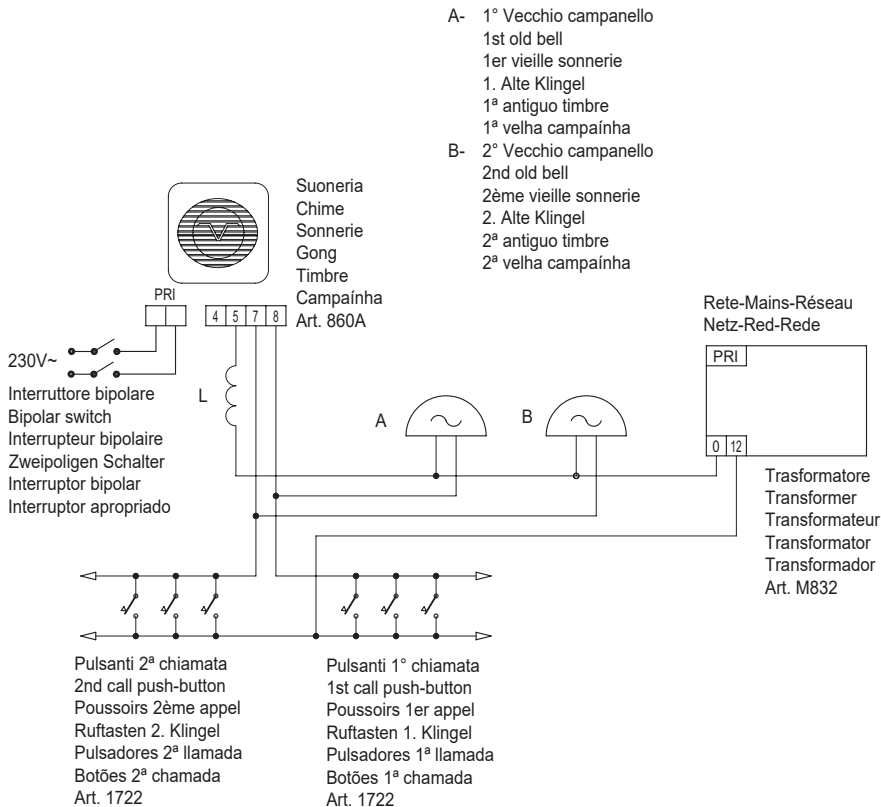 A- 1° Vecchio campanello
1st old bell
1er vieille sonnerie
1. Alte Klingel
1ª antiguo timbre
1ª velha campaínha
B- 2° Vecchio campanello
2nd old bell
2ème vieille sonnerie
2. Alte Klingel
2ª antiguo timbre
2ª velha campaínha
Suoneria
Chime
Sonnerie
Gong
Timbre
Campaínha
Art. 860A
PRI
4 5 7 8
230V~
Interruttore bipolare
Bipolar switch
Interrupteur bipolaire
Zweipoligen Schalter
Interruptor bipolar
Interruptor apropriado
L
A
B
Rete-Mains-Réseau
Netz-Red-Rede
PRI
0 12
Trasformatore
Transformer
Transformateur
Transformator
Transformador
Art. M832
Pulsanti 2ª chiamata
2nd call push-button
Poussoirs 2ème appel
Ruftasten 2. Klingel
Pulsadores 2ª llamada
Botões 2ª chamada
Art. 1722
Pulsanti 1° chiamata
1st call push-button
Poussoirs 1er appel
Ruftasten 1. Klingel
Pulsadores 1ª llamada
Botões 1ª chamada
Art. 1722